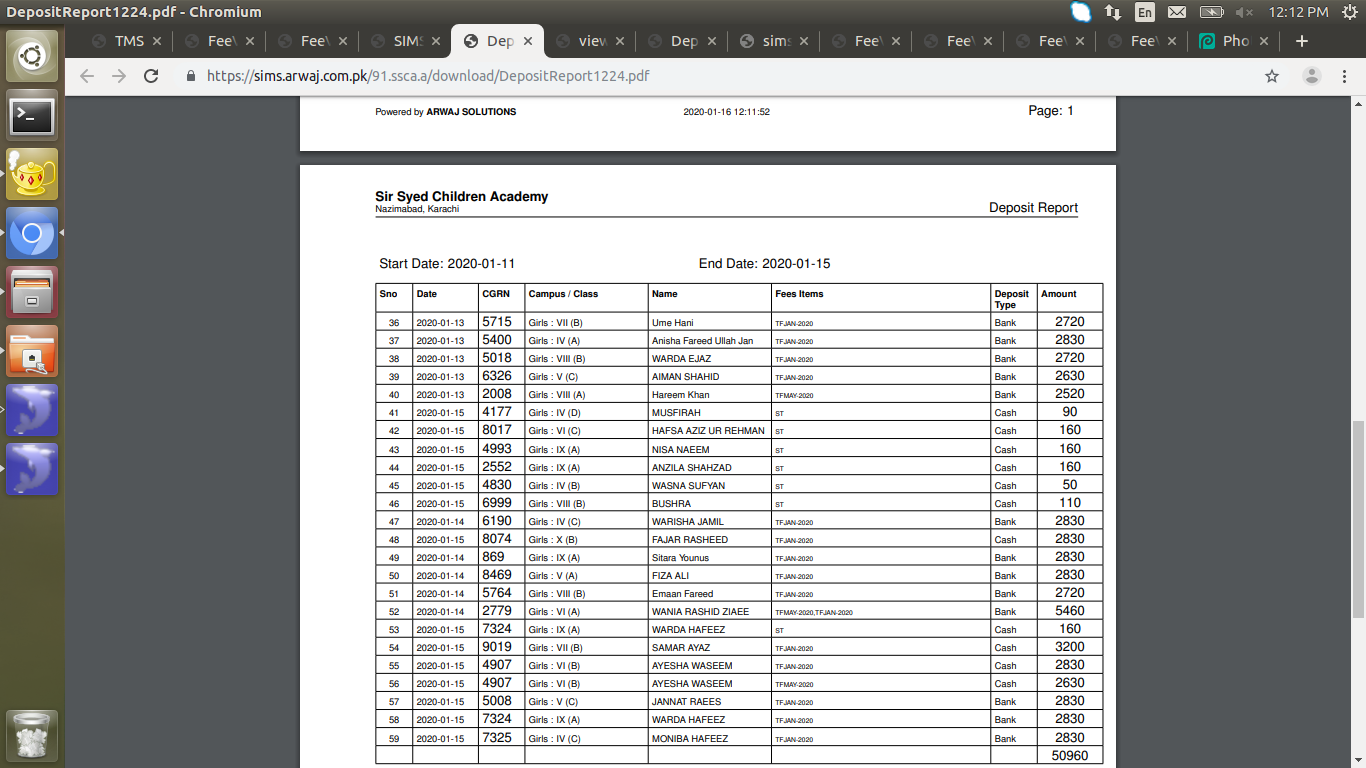 DepositReport1224.pdf - Chromium
En
12:12 PM
TMS
FeeV
FeeV
SIMS
Dep
view
Dep
sims
FeeV
FeeV
FeeV
FeeV
Pho
https://sims.arwaj.com.pk/91.ssca.a/download/DepositReport1224.pdf
Powered by ARWAJ SOLUTIONS 2020-01-16 12:11:52 Page: 1
Sir Syed Children Academy
Nazimabad, Karachi
Deposit Report
Start Date: 2020-01-11 End Date: 2020-01-15
Sno Date CGRN Campus / Class Name Fees Items Deposit Type Amount
36 2020-01-13 5715 Girls : VII (B) Ume Hani TFJAN-2020 Bank 2720
37 2020-01-13 5400 Girls : IV (A) Anisha Fareed Ullah Jan TFJAN-2020 Bank 2830
38 2020-01-13 5018 Girls : VIII (B) WARDA EJAZ TFJAN-2020 Bank 2720
39 2020-01-13 6326 Girls : V (C) AIMAN SHAHID TFJAN-2020 Bank 2630
40 2020-01-13 2008 Girls : VIII (A) Hareem Khan TFMAY-2020 Bank 2520
41 2020-01-15 4177 Girls : IV (D) MUSFIRAH ST Cash 90
42 2020-01-15 8017 Girls : VI (C) HAFSA AZIZ UR REHMAN ST Cash 160
43 2020-01-15 4993 Girls : IX (A) NISA NAEEM ST Cash 160
44 2020-01-15 2552 Girls : IX (A) ANZILA SHAHZAD ST Cash 160
45 2020-01-15 4830 Girls : IV (B) WASNA SUFYAN ST Cash 50
46 2020-01-15 6999 Girls : VIII (B) BUSHRA ST Cash 110
47 2020-01-14 6190 Girls : IV (C) WARISHA JAMIL TFJAN-2020 Bank 2830
48 2020-01-15 8074 Girls : X (B) FAJAR RASHEED TFJAN-2020 Cash 2830
49 2020-01-14 869 Girls : IX (A) Sitara Younus TFJAN-2020 Bank 2830
50 2020-01-14 8469 Girls : V (A) FIZA ALI TFJAN-2020 Bank 2830
51 2020-01-14 5764 Girls : VIII (B) Emaan Fareed TFJAN-2020 Bank 2720
52 2020-01-14 2779 Girls : VI (A) WANIA RASHID ZIAEE TFMAY-2020,TFJAN-2020 Bank 5460
53 2020-01-15 7324 Girls : IX (A) WARDA HAFEEZ ST Cash 160
54 2020-01-15 9019 Girls : VII (B) SAMAR AYAZ TFJAN-2020 Cash 3200
55 2020-01-15 4907 Girls : VI (B) AYESHA WASEEM TFJAN-2020 Cash 2830
56 2020-01-15 4907 Girls : VI (B) AYESHA WASEEM TFMAY-2020 Cash 2630
57 2020-01-15 5008 Girls : V (C) JANNAT RAEES TFJAN-2020 Bank 2830
58 2020-01-15 7324 Girls : IX (A) WARDA HAFEEZ TFJAN-2020 Bank 2830
59 2020-01-15 7325 Girls : IV (C) MONIBA HAFEEZ TFJAN-2020 Bank 2830
50960